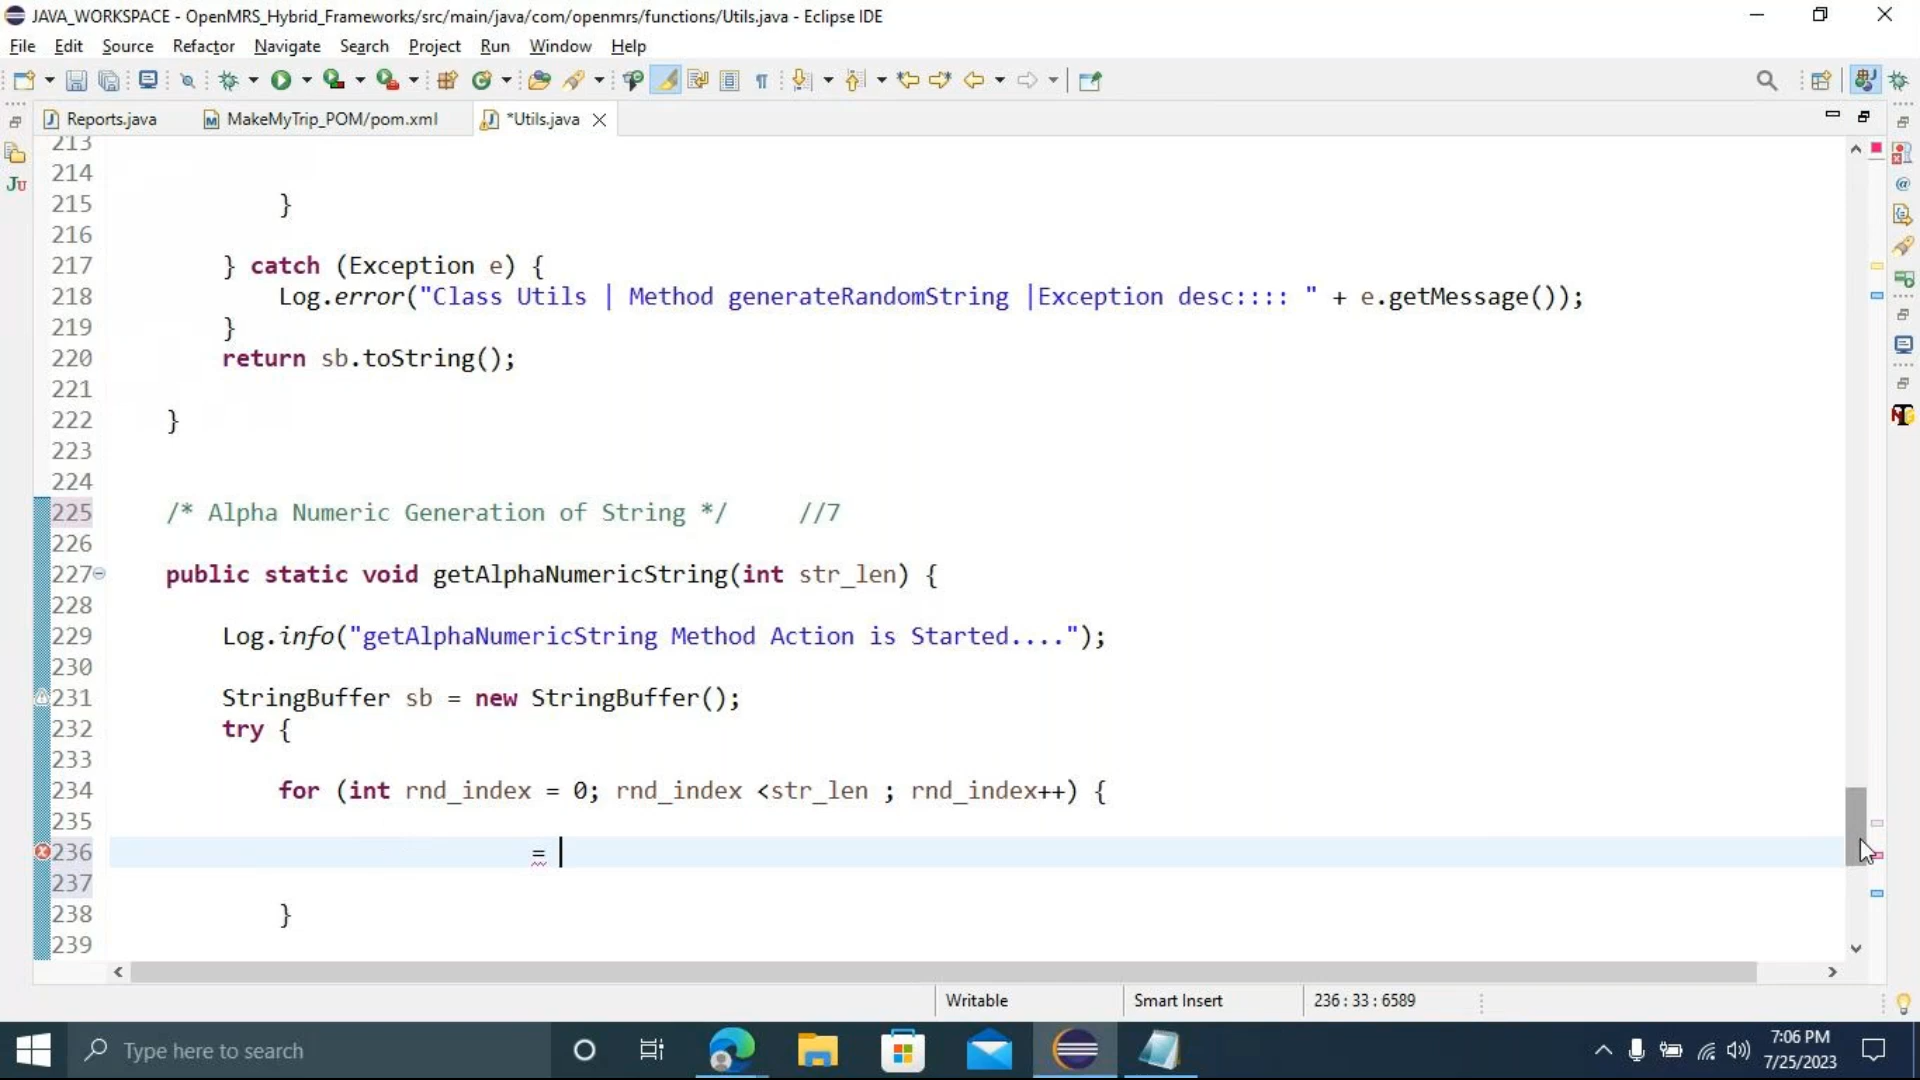 JAVA_WORKSPACE - OpenMRS_Hybrid_Frameworks/src/main/java/com/openmrs/functions/Utils.java - Eclipse IDE
File Edit Source Refactor Navigate Search Project Run Window Help
Reports.java MakeMyTrip_POM/pom.xml *Utils.java
213
214
215 }
216
217 } catch (Exception e) {
218 Log.error("Class Utils | Method generateRandomString |Exception desc:::: " + e.getMessage());
219 }
220 return sb.toString();
221
222 }
223
224
225 /* Alpha Numeric Generation of String */ //7
226
227 public static void getAlphaNumericString(int str_len) {
228
229 Log.info("getAlphaNumericString Method Action is Started....");
230
231 StringBuffer sb = new StringBuffer();
232 try {
233
234 for (int rnd_index = 0; rnd_index <str_len ; rnd_index++) {
235
236 =
237
238 }
239
Writable Smart Insert 236 : 33 : 6589
Type here to search
7:06 PM
7/25/2023